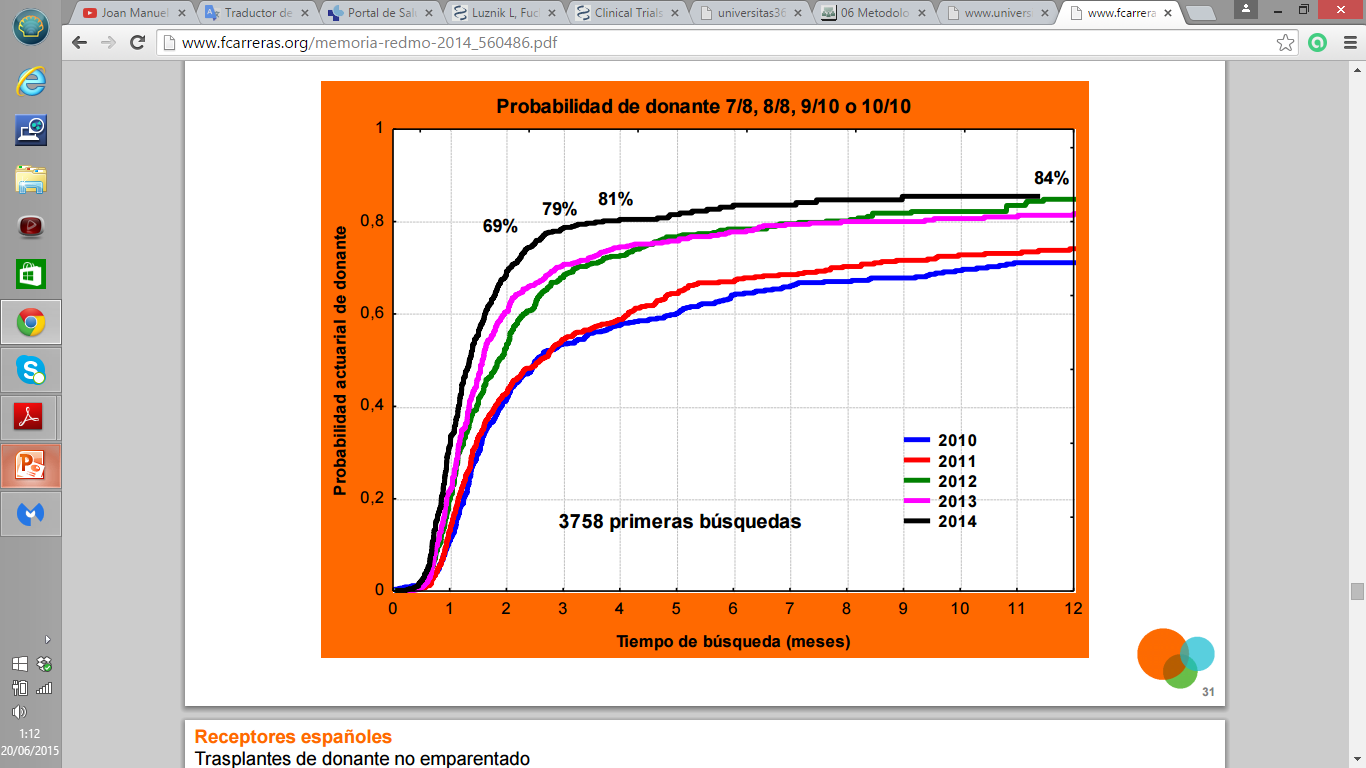 Joan Manuel
Traductor de
Portal de Sal
Luznik L, Fuc
Clinical Trials
universitas36
06 Metodolo
www.univers
www.fcarrera
www.fcarreras.org/memoria-redmo-2014_560486.pdf
Probabilidad de donante 7/8, 8/8, 9/10 o 10/10
Probabilidad actuarial de donante
1
0,8
0,6
0,4
0,2
0
69%
79%
81%
84%
2010
2011
2012
2013
2014
3758 primeras búsquedas
0 1 2 3 4 5 6 7 8 9 10 11 12
Tiempo de búsqueda (meses)
31
Receptores españoles
Trasplantes de donante no emparentado
1:12
20/06/2015